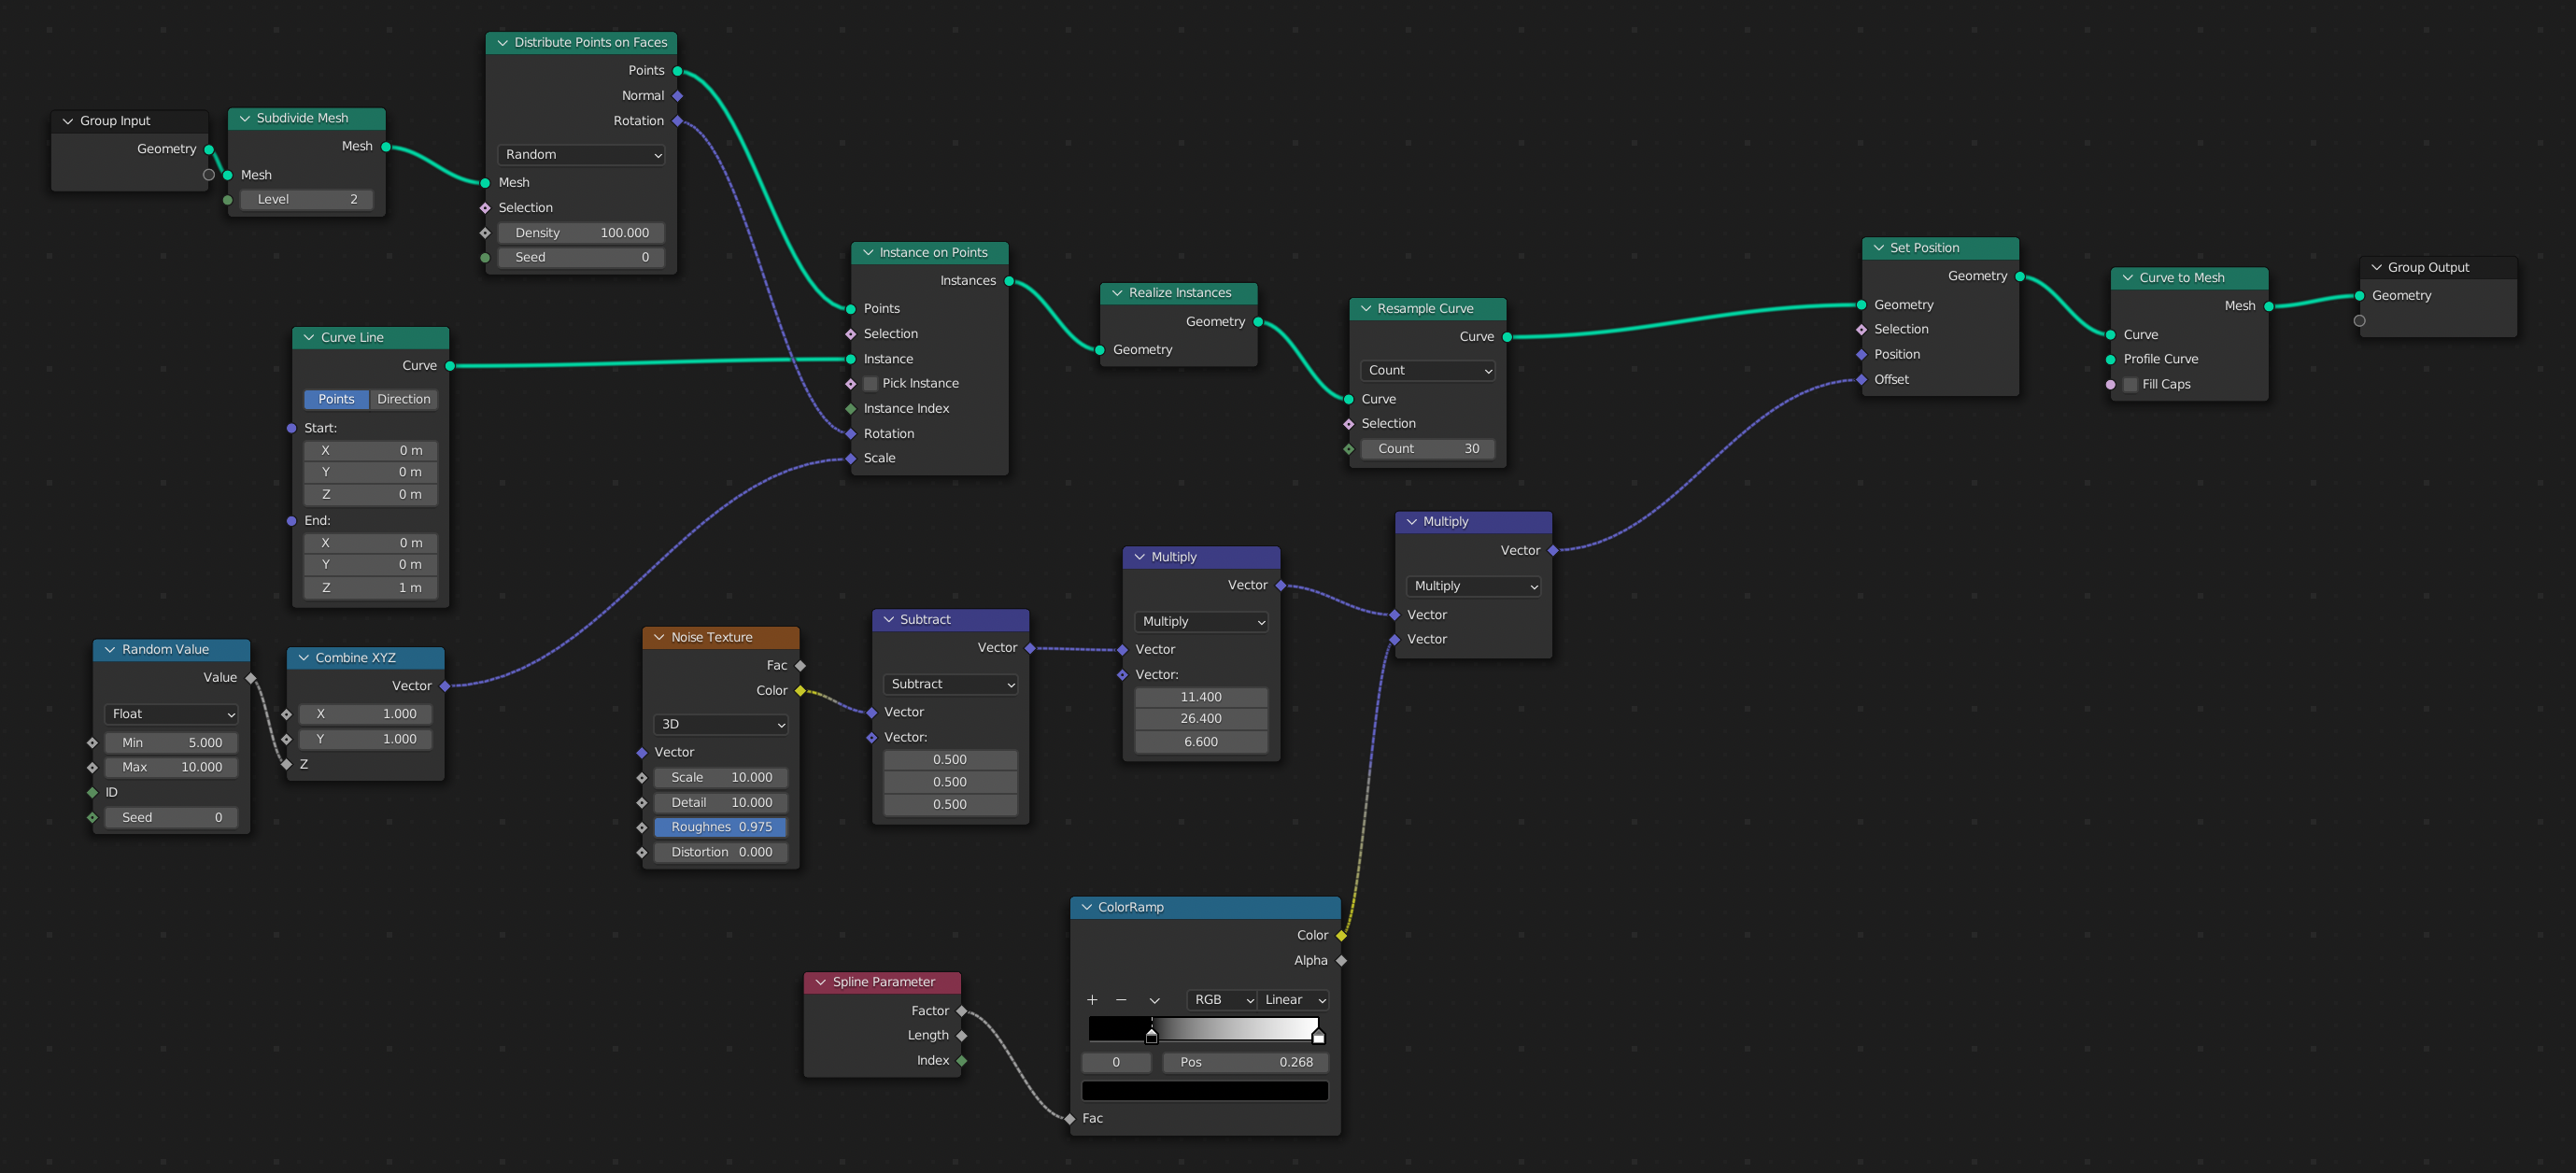 Group Input
Geometry
Subdivide Mesh
Mesh
Mesh
Level 2
Distribute Points on Faces
Points
Normal
Rotation
Random
Mesh
Selection
Density 100.000
Seed 0
Curve Line
Curve
Points Direction
Start:
X 0 m
Y 0 m
Z 0 m
End:
X 0 m
Y 0 m
Z 1 m
Random Value
Value
Float
Min 5.000
Max 10.000
ID
Seed 0
Combine XYZ
Vector
X 1.000
Y 1.000
Z
Instance on Points
Instances
Points
Selection
Instance
Pick Instance
Instance Index
Rotation
Scale
Realize Instances
Geometry
Geometry
Resample Curve
Curve
Count
Curve
Selection
Count 30
Noise Texture
Fac
Color
3D
Vector
Scale 10.000
Detail 10.000
Roughnes 0.975
Distortion 0.000
Subtract
Vector
Subtract
Vector
Vector:
0.500
0.500
0.500
Multiply
Vector
Multiply
Vector
Vector:
11.400
26.400
6.600
Multiply
Vector
Multiply
Vector
Vector
Spline Parameter
Factor
Length
Index
ColorRamp
Color
Alpha
RGB Linear
0 Pos 0.268
Fac
Set Position
Geometry
Geometry
Selection
Position
Offset
Curve to Mesh
Mesh
Curve
Profile Curve
Fill Caps
Group Output
Geometry